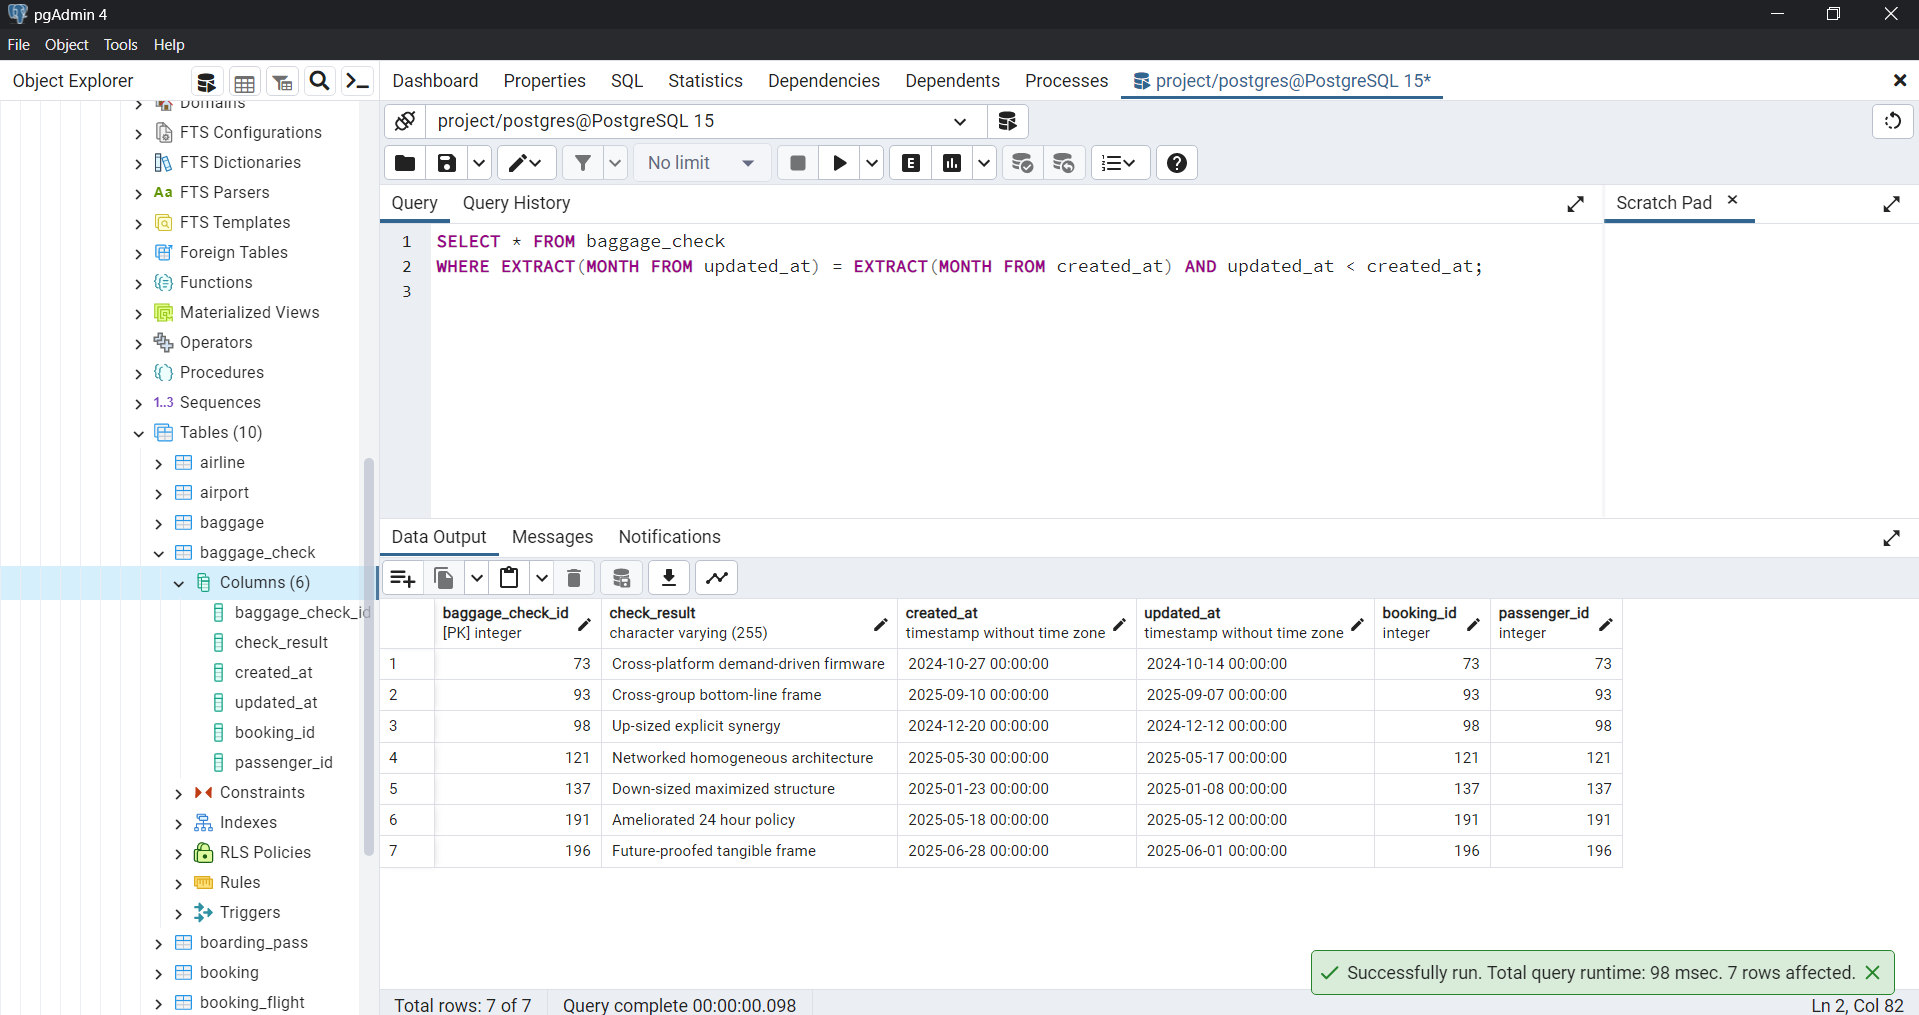 pgAdmin 4
File Object Tools Help
Object Explorer
Dashboard Properties SQL Statistics Dependencies Dependents Processes project/postgres@PostgreSQL 15*
project/postgres@PostgreSQL 15
No limit
E
Query Query History
Scratch Pad
1 SELECT * FROM baggage_check
2 WHERE EXTRACT(MONTH FROM updated_at) = EXTRACT(MONTH FROM created_at) AND updated_at < created_at;
3
Domains
FTS Configurations
FTS Dictionaries
Aa FTS Parsers
FTS Templates
Foreign Tables
Functions
Materialized Views
Operators
Procedures
1..3 Sequences
Tables (10)
airline
airport
baggage
baggage_check
Columns (6)
baggage_check_id
check_result
created_at
updated_at
booking_id
passenger_id
Constraints
Indexes
RLS Policies
Rules
Triggers
boarding_pass
booking
booking_flight
Data Output Messages Notifications
baggage_check_id check_result created_at updated_at booking_id passenger_id
[PK] integer character varying (255) timestamp without time zone timestamp without time zone integer integer
1 73 Cross-platform demand-driven firmware 2024-10-27 00:00:00 2024-10-14 00:00:00 73 73
2 93 Cross-group bottom-line frame 2025-09-10 00:00:00 2025-09-07 00:00:00 93 93
3 98 Up-sized explicit synergy 2024-12-20 00:00:00 2024-12-12 00:00:00 98 98
4 121 Networked homogeneous architecture 2025-05-30 00:00:00 2025-05-17 00:00:00 121 121
5 137 Down-sized maximized structure 2025-01-23 00:00:00 2025-01-08 00:00:00 137 137
6 191 Ameliorated 24 hour policy 2025-05-18 00:00:00 2025-05-12 00:00:00 191 191
7 196 Future-proofed tangible frame 2025-06-28 00:00:00 2025-06-01 00:00:00 196 196
Successfully run. Total query runtime: 98 msec. 7 rows affected.
Total rows: 7 of 7 Query complete 00:00:00.098 Ln 2, Col 82